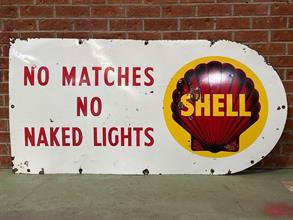 NO MATCHES
NO
NAKED LIGHTS
SHELL